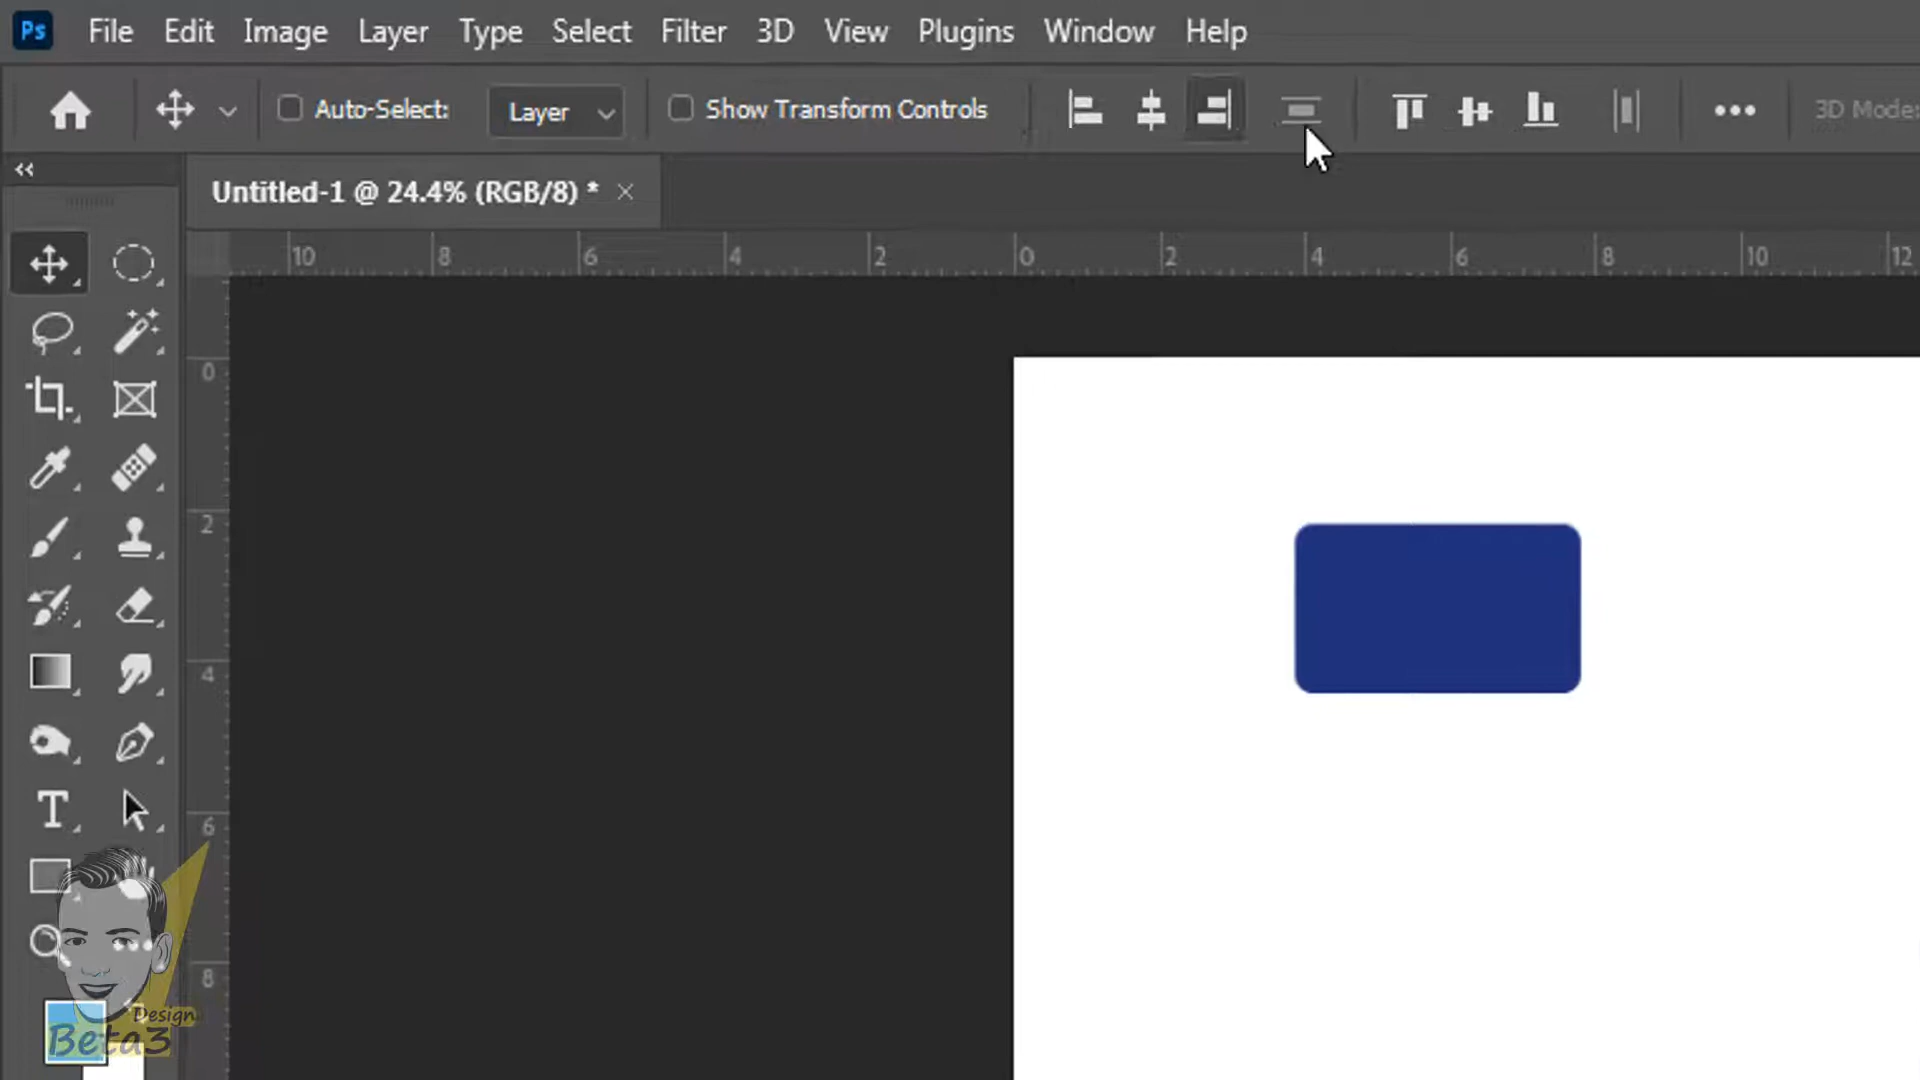 Ps File Edit Image Layer Type Select Filter 3D View Plugins Window Help
Auto-Select: Layer Show Transform Controls 3D Mode:
Untitled-1 @ 24.4% (RGB/8) *
10 8 6 4 2 0 2 4 6 8 10 12
0
2
4
6
8
T
Design
Beta3